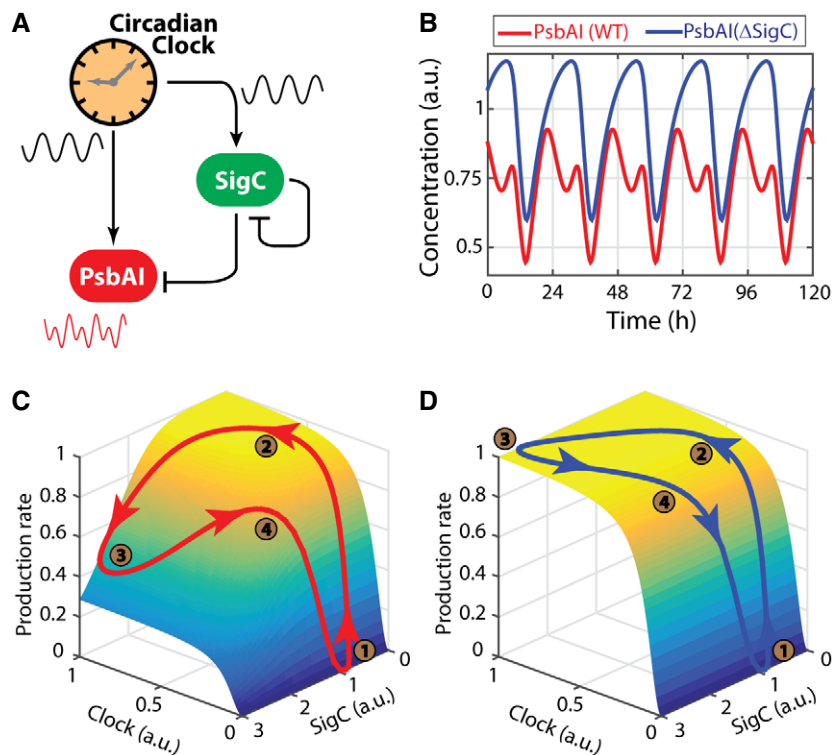 A
Circadian
Clock
SigC
PsbAI
B
PsbAI (WT) PsbAI(ΔSigC)
Concentration (a.u.)
1
0.75
0.5
0 24 48 72 96 120
Time (h)
C
Production rate
1
0.8
0.6
0.4
0.2
0
1
0.5
0
Clock (a.u.)
3
2
1
0
SigC (a.u.)
2
3
4
1
D
Production rate
1
0.8
0.6
0.4
0.2
0
1
0.5
0
Clock (a.u.)
3
2
1
0
SigC (a.u.)
3
2
4
1